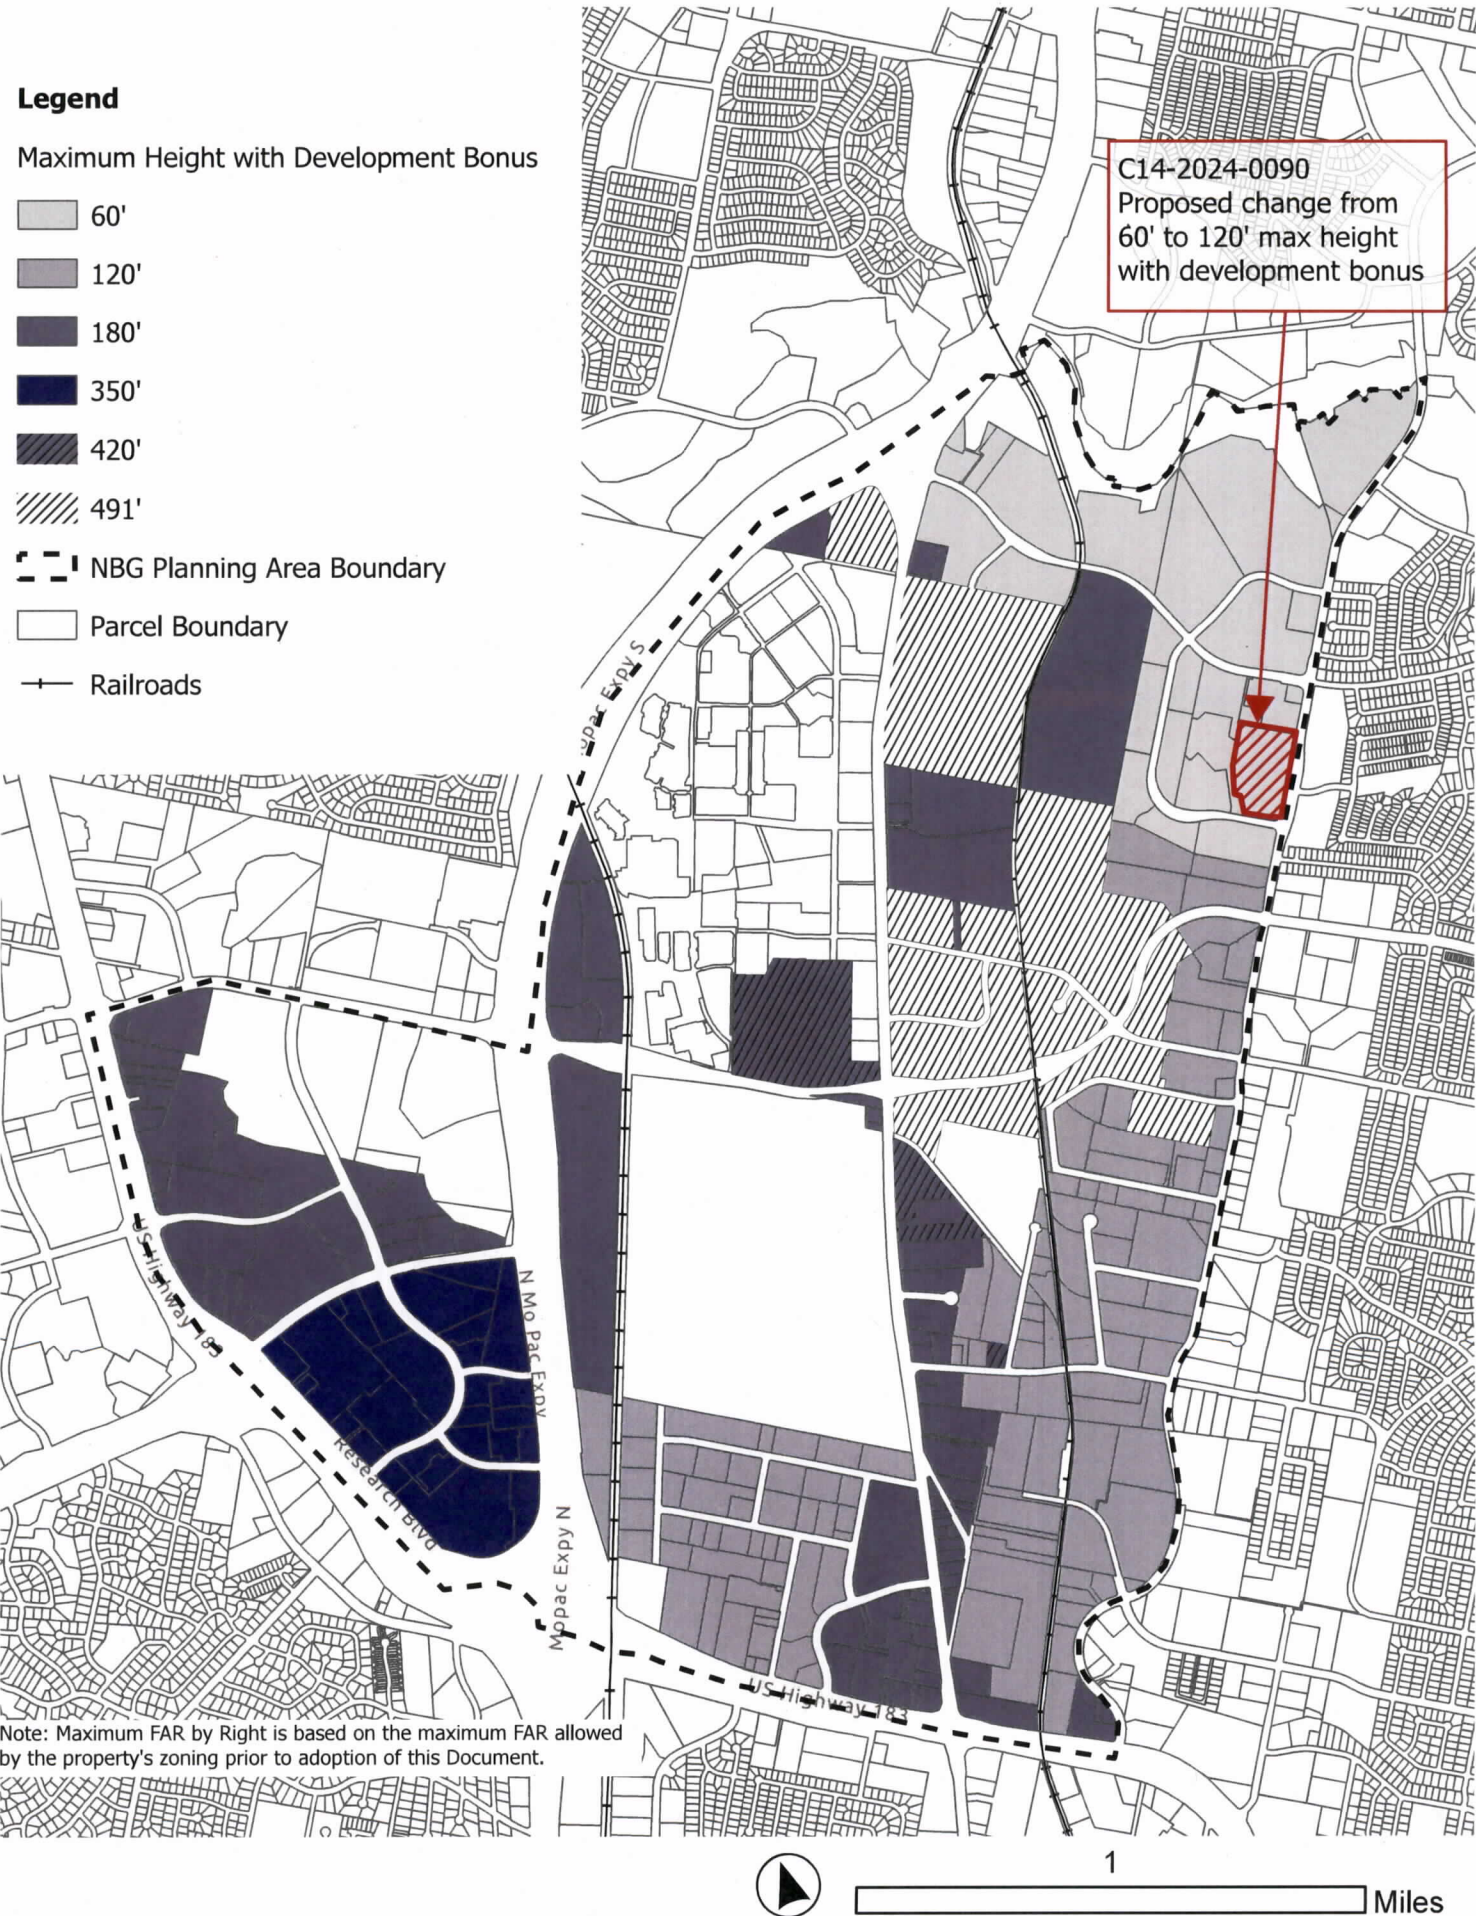 Legend
Maximum Height with Development Bonus
60'
120'
180'
350'
420'
491'
NBG Planning Area Boundary
Parcel Boundary
Railroads
C14-2024-0090
Proposed change from
60' to 120' max height
with development bonus
opac Expy S
US Highway 183
N Mo Pac Expy
Research Blvd
Mopac Expy N
US Highway 183
Note: Maximum FAR by Right is based on the maximum FAR allowed
by the property's zoning prior to adoption of this Document.
1
Miles